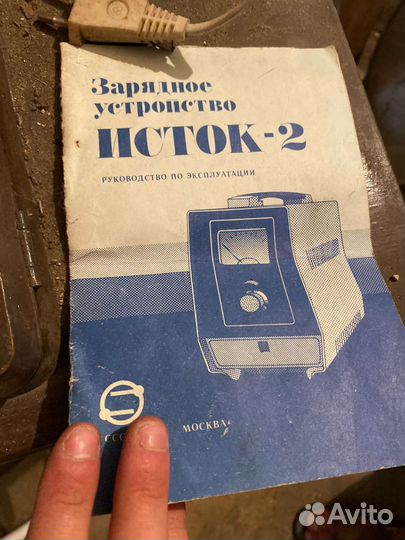 Зарядное
устройство
ИСТОК-2
РУКОВОДСТВО ПО ЭКСПЛУАТАЦИИ
МОСКВА
Avito